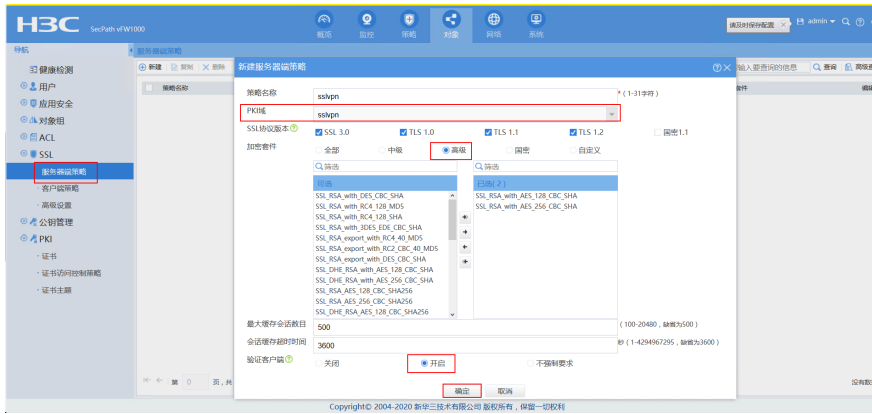 H3C SecPath vFW1000
概览 监控 策略 对象 网络 系统
请及时保存配置 × admin
导航 服务器端策略
健康检测
用户
应用安全
对象组
ACL
SSL
服务器端策略
客户端策略
高级设置
公钥管理
PKI
证书
证书访问控制策略
证书主题
新建 复制 删除
输入要查询的信息 查询 高级查
策略名称 套件 编辑
新建服务器端策略
策略名称 sslvpn * ( 1-31字符 )
PKI域 sslvpn
SSL协议版本 SSL 3.0 TLS 1.0 TLS 1.1 TLS 1.2 国密1.1
加密套件 全部 中级 高级 国密 自定义
筛选 筛选
可选 已选( 2 )
SSL_RSA_with_DES_CBC_SHA SSL_RSA_with_AES_128_CBC_SHA
SSL_RSA_with_RC4_128_MD5 SSL_RSA_with_AES_256_CBC_SHA
SSL_RSA_with_RC4_128_SHA
SSL_RSA_with_3DES_EDE_CBC_SHA
SSL_RSA_export_with_RC4_40_MD5
SSL_RSA_export_with_RC2_CBC_40_MD5
SSL_RSA_export_with_DES_CBC_SHA
SSL_DHE_RSA_with_AES_128_CBC_SHA
SSL_DHE_RSA_with_AES_256_CBC_SHA
SSL_RSA_AES_128_CBC_SHA256
SSL_RSA_AES_256_CBC_SHA256
SSL_DHE_RSA_AES_128_CBC_SHA256
最大缓存会话数目 500 ( 100-20480 , 缺省为500 )
会话缓存超时时间 3600 秒 ( 1-4294967295 , 缺省为3600 )
验证客户端 关闭 开启 不强制要求
确定 取消
第 0 页 , 共 没有数
Copyright© 2004-2020 新华三技术有限公司 版权所有 , 保留一切权利